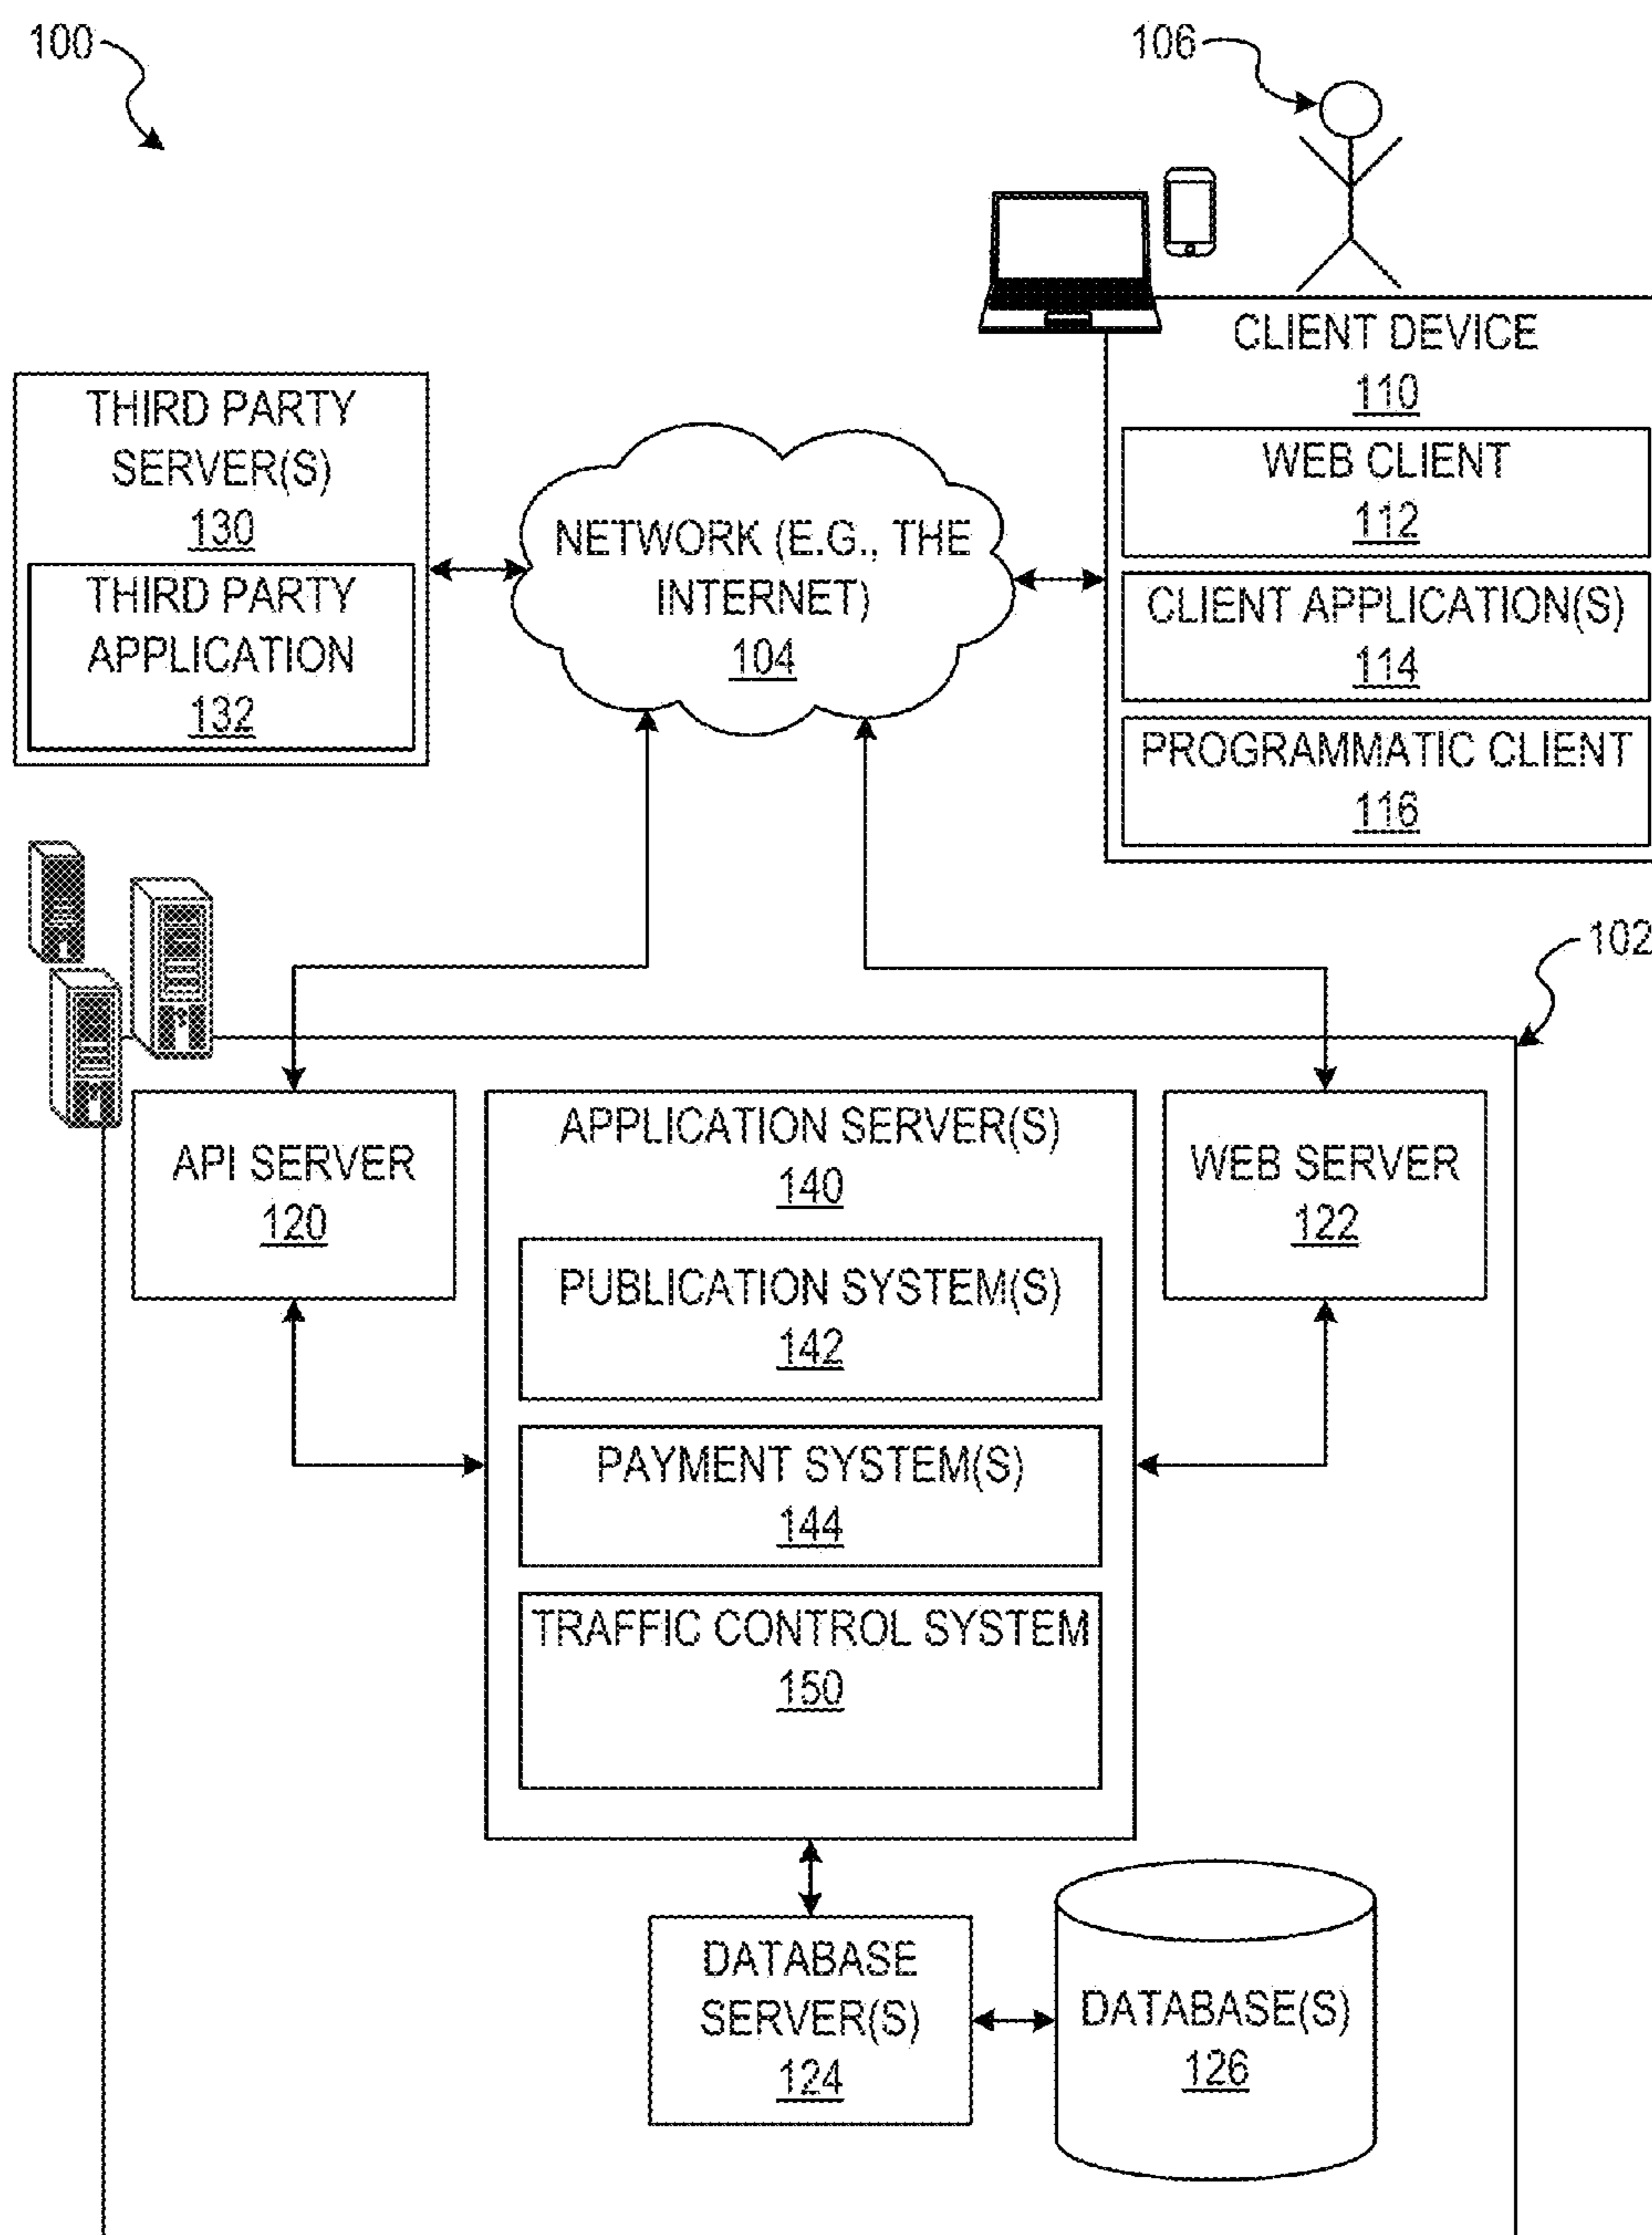 100
106
CLIENT DEVICE
110
WEB CLIENT
112
CLIENT APPLICATION(S)
114
PROGRAMMATIC CLIENT
116
THIRD PARTY
SERVER(S)
130
THIRD PARTY
APPLICATION
132
NETWORK (E.G., THE
INTERNET)
104
102
API SERVER
120
APPLICATION SERVER(S)
140
PUBLICATION SYSTEM(S)
142
PAYMENT SYSTEM(S)
144
TRAFFIC CONTROL SYSTEM
150
WEB SERVER
122
DATABASE
SERVER(S)
124
DATABASE(S)
126